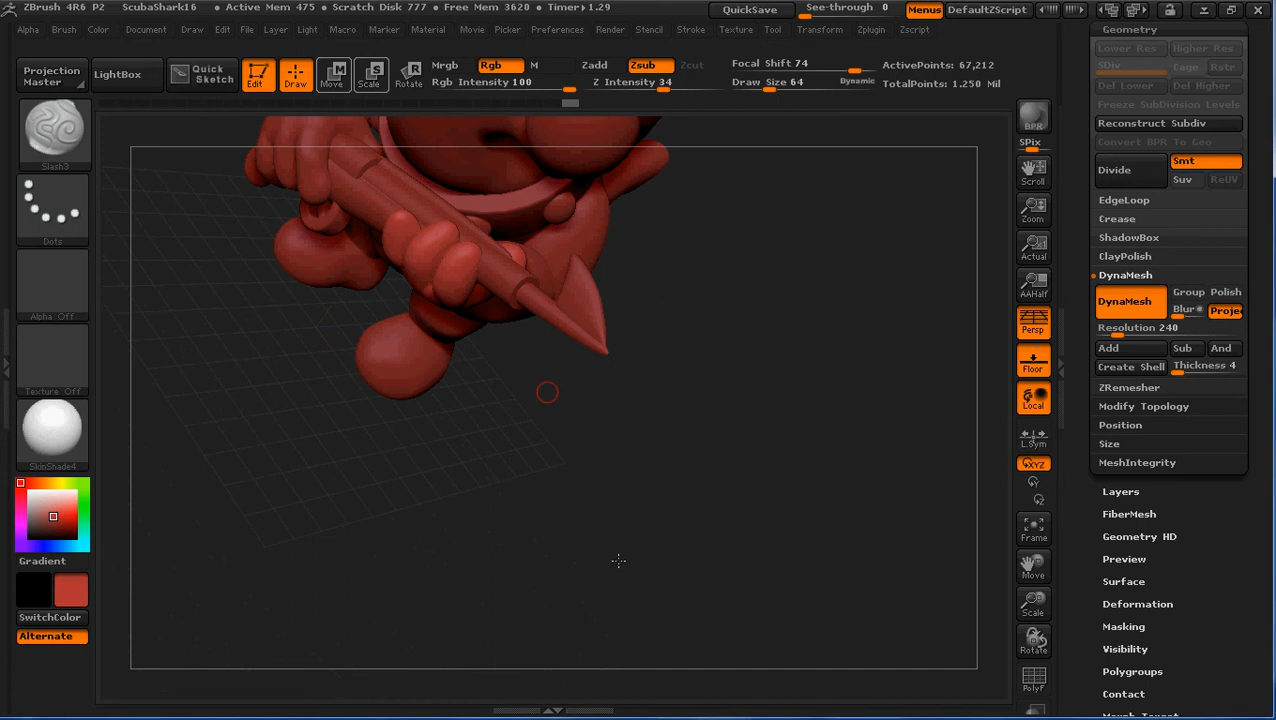 ZBrush 4R6 P2 ScubaShark16 • Active Mem 475 • Scratch Disk 777 • Free Mem 3620 • Timer▸1.29 QuickSave See-through 0 Menus DefaultZScript
Alpha Brush Color Document Draw Edit File Layer Light Macro Marker Material Movie Picker Preferences Render Stencil Stroke Texture Tool Transform Zplugin Zscript
Projection Master
LightBox
Quick Sketch
Edit
Draw
Move
Scale
Rotate
Mrgb Rgb M
Rgb Intensity 100
Zadd Zsub Zcut
Z Intensity 34
Focal Shift 74
Draw Size 64 Dynamic
ActivePoints: 67,212
TotalPoints: 1.250 Mil
Slash3
Dots
Alpha Off
Texture Off
SkinShade4
Gradient
SwitchColor
Alternate
BPR
SPix
Scroll
Zoom
Actual
AAHalf
Persp
Floor
Local
L.Sym
XYZ
Frame
Move
Scale
Rotate
PolyF
Geometry
Lower Res Higher Res
SDiv Cage Rstr
Del Lower Del Higher
Freeze SubDivision Levels
Reconstruct Subdiv
Convert BPR To Geo
Divide Smt
Suv ReUV
EdgeLoop
Crease
ShadowBox
ClayPolish
DynaMesh
DynaMesh Group Polish
Blur Projec
Resolution 240
Add Sub And
Create Shell Thickness 4
ZRemesher
Modify Topology
Position
Size
MeshIntegrity
Layers
FiberMesh
Geometry HD
Preview
Surface
Deformation
Masking
Visibility
Polygroups
Contact
Morph Target